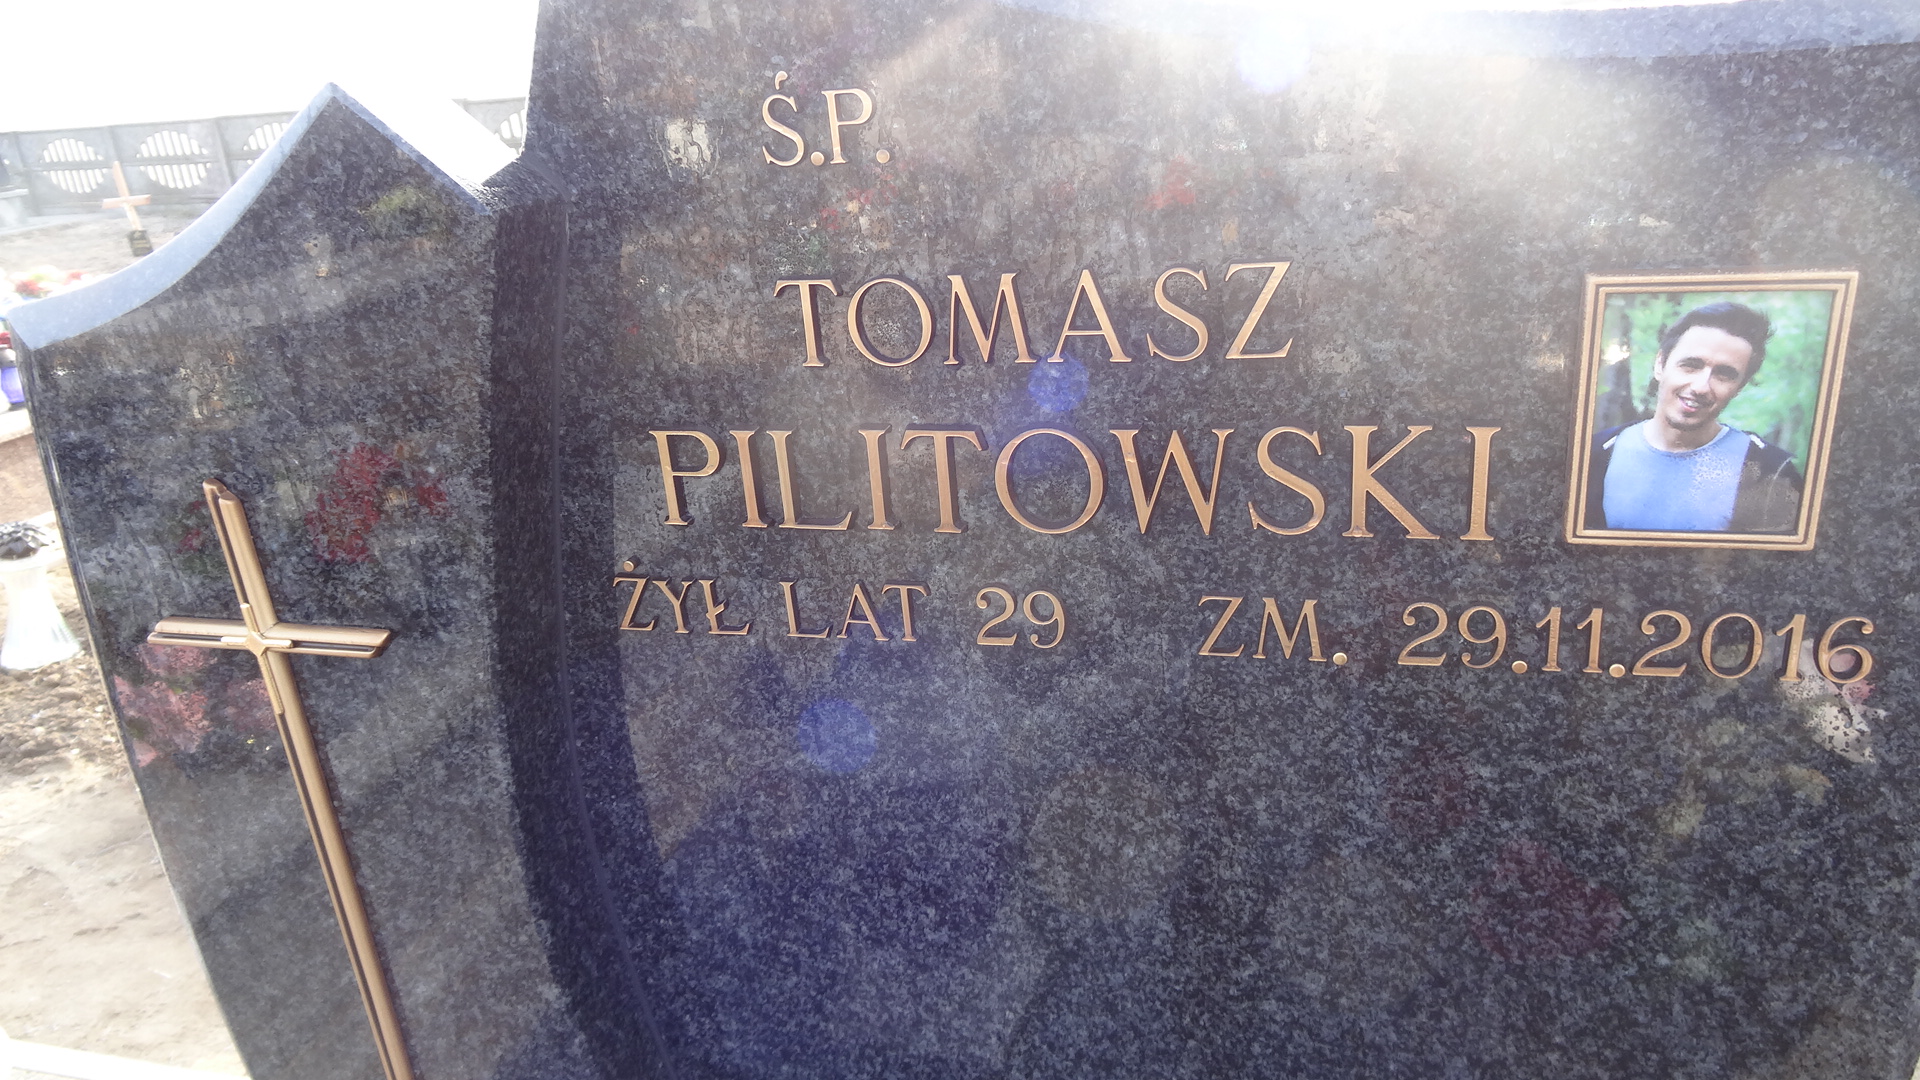 Ś.P.
TOMASZ
PILITOWSKI
ŻYŁ LAT 29 ZM. 29.11.2016